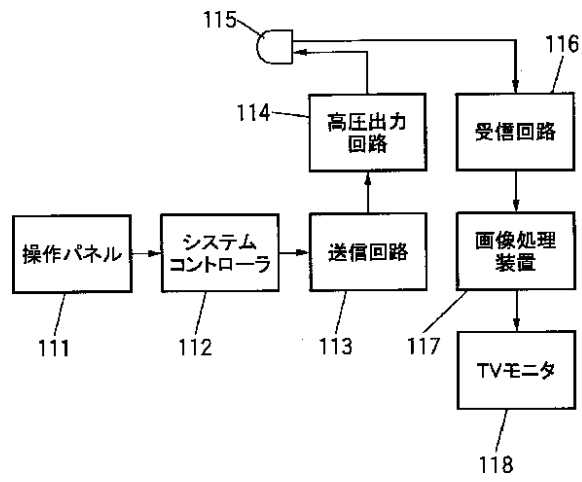 115
116
114
高圧出力
回路
受信回路
操作パネル
システム
コントローラ
送信回路
画像処理
装置
111
112
113
117
TVモニタ
118